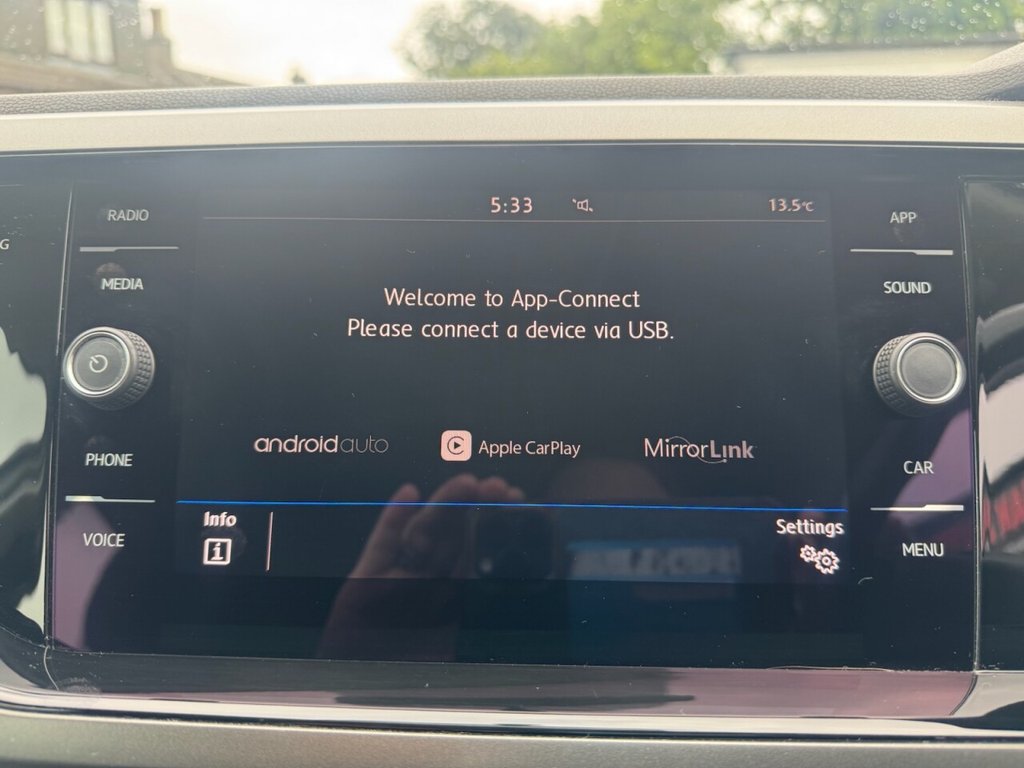 5:33
13.5°C
G
RADIO
MEDIA
PHONE
VOICE
Welcome to App-Connect
Please connect a device via USB.
androidauto
Apple CarPlay
MirrorLink
Info
i
Settings
APP
SOUND
CAR
MENU